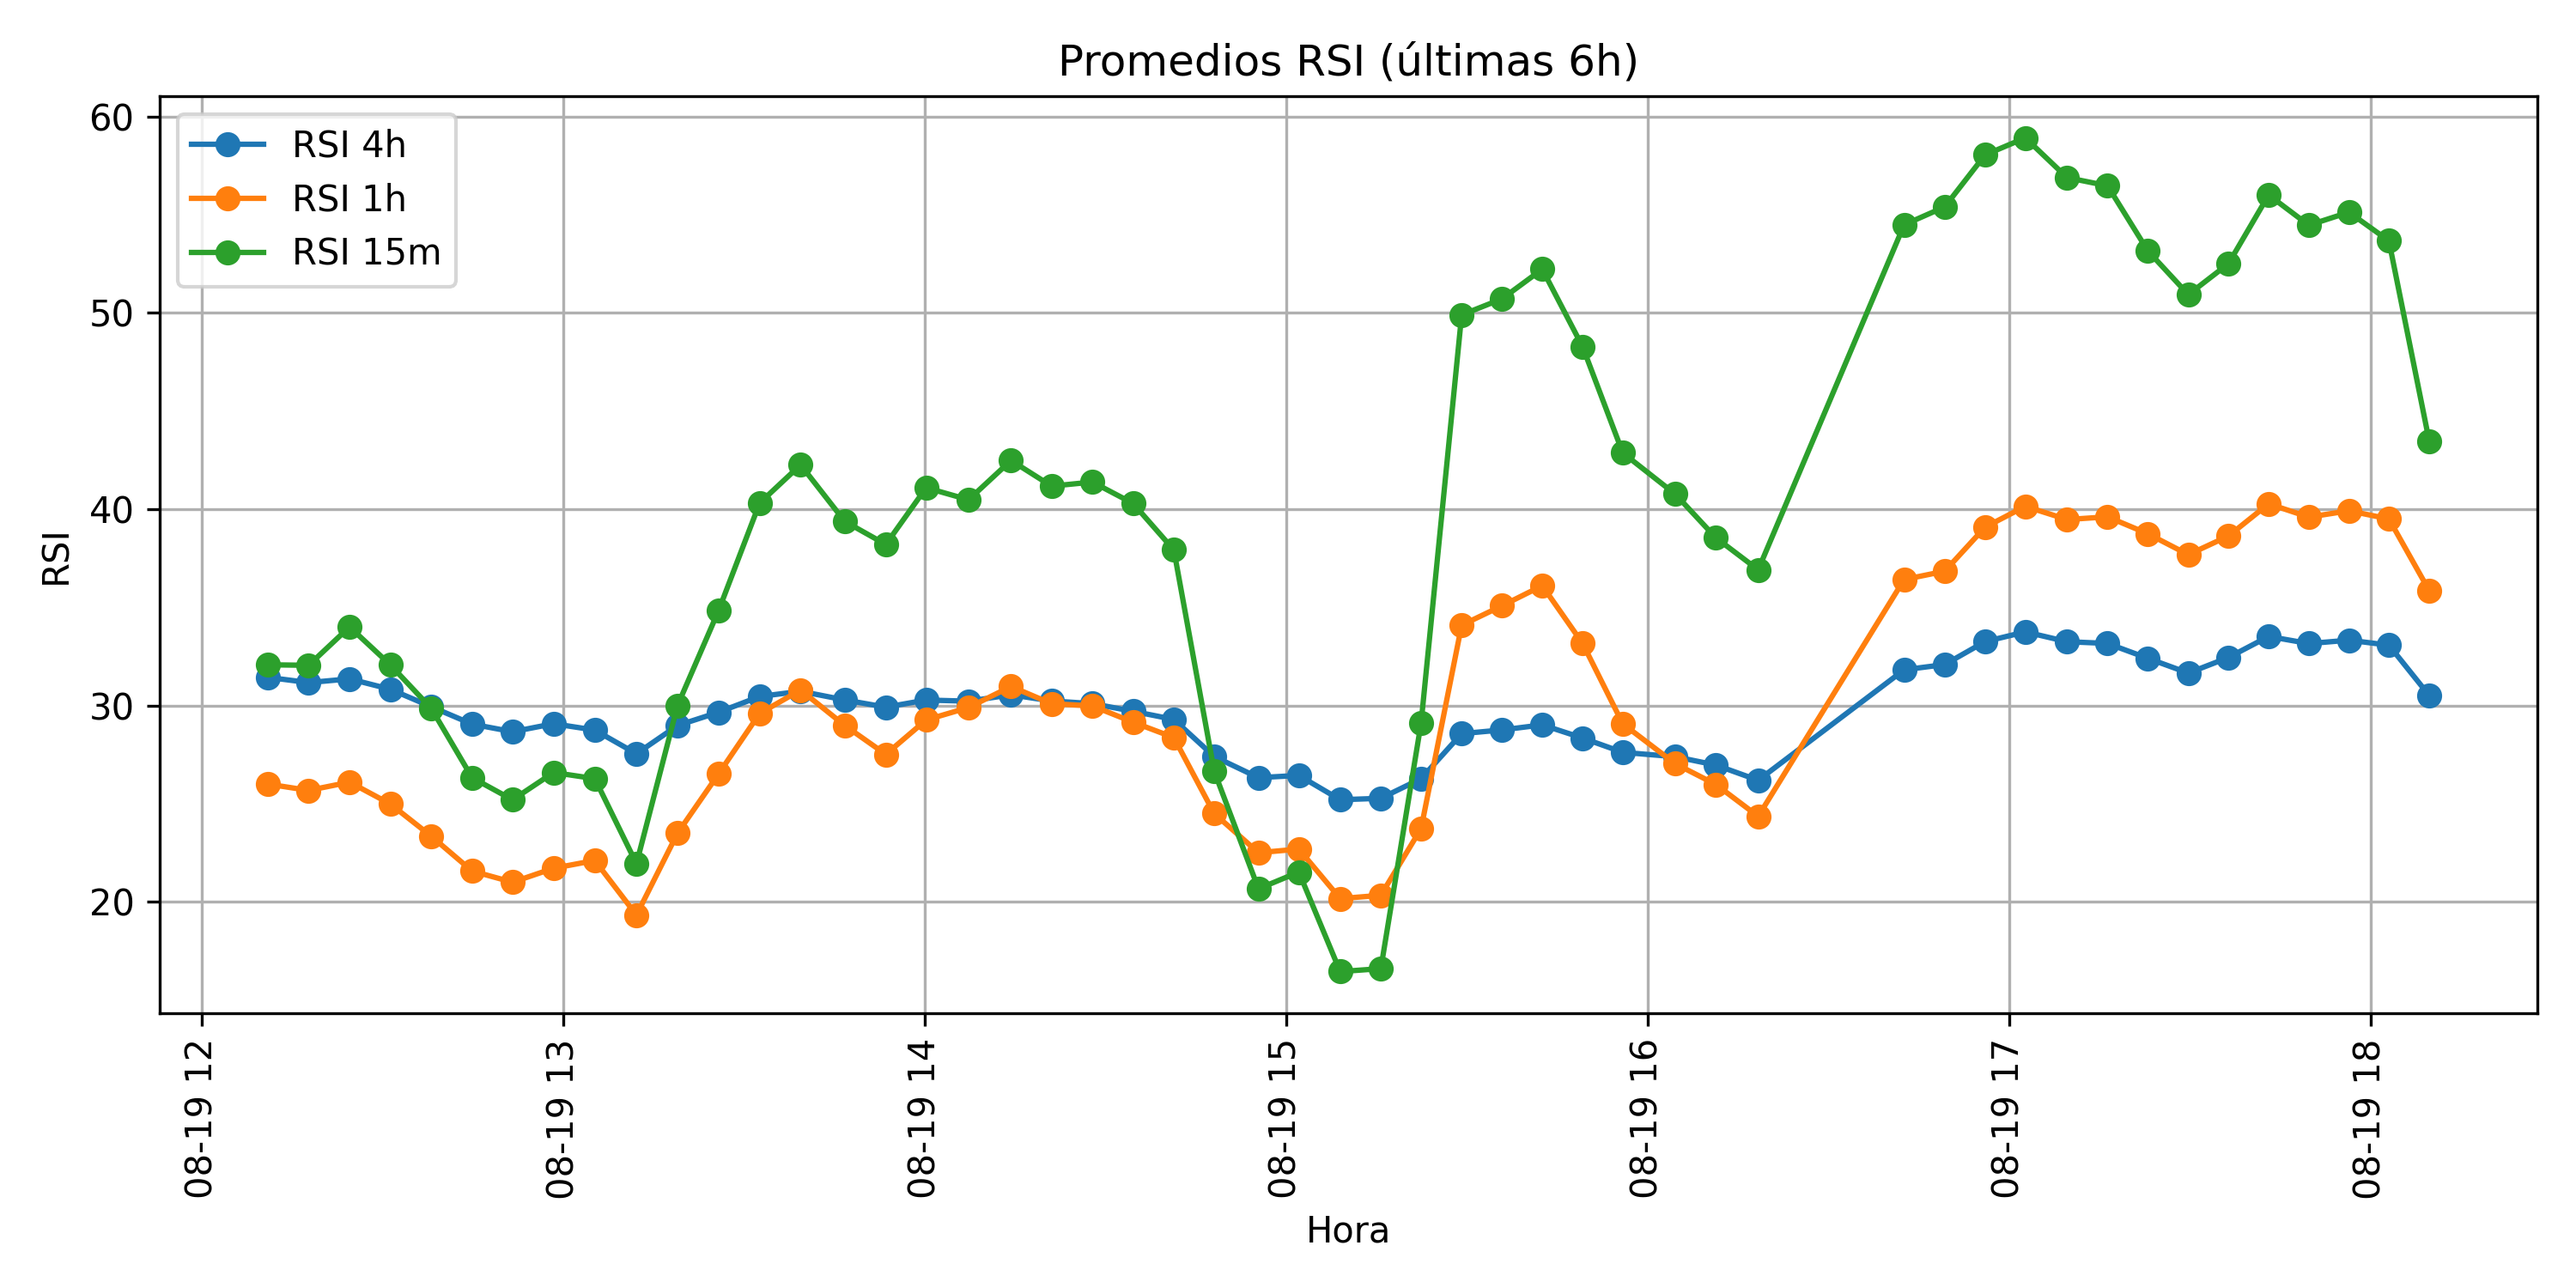 Promedios RSI (últimas 6h)
RSI 4h
RSI 1h
RSI 15m
60
50
40
30
20
RSI
08-19 12
08-19 13
08-19 14
08-19 15
08-19 16
08-19 17
08-19 18
Hora